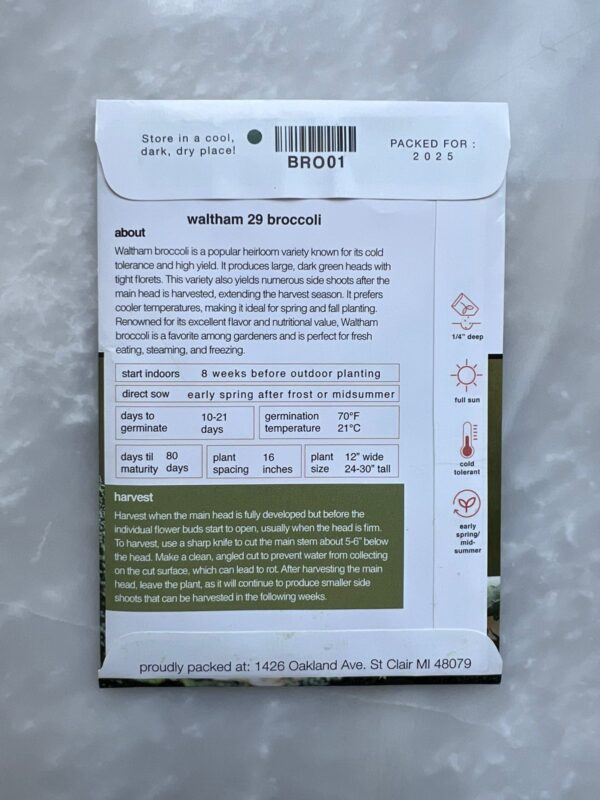 Store in a cool,
dark, dry place!
BRO01
PACKED FOR :
2025
waltham 29 broccoli
about
Waltham broccoli is a popular heirloom variety known for its cold
tolerance and high yield. It produces large, dark green heads with
tight florets. This variety also yields numerous side shoots after the
main head is harvested, extending the harvest season. It prefers
cooler temperatures, making it ideal for spring and fall planting.
Renowned for its excellent flavor and nutritional value, Waltham
broccoli is a favorite among gardeners and is perfect for fresh
eating, steaming, and freezing.
start indoors 8 weeks before outdoor planting
direct sow early spring after frost or midsummer
days to
germinate
10-21
days
germination
temperature
70°F
21°C
days til
maturity
80
days
plant
spacing
16
inches
plant
size
12" wide
24-30" tall
harvest
Harvest when the main head is fully developed but before the
individual flower buds start to open, usually when the head is firm.
To harvest, use a sharp knife to cut the main stem about 5-6" below
the head. Make a clean, angled cut to prevent water from collecting
on the cut surface, which can lead to rot. After harvesting the main
head, leave the plant, as it will continue to produce smaller side
shoots that can be harvested in the following weeks.
1/4" deep
full sun
cold
tolerant
early
spring/
mid-
summer
proudly packed at: 1426 Oakland Ave. St Clair MI 48079